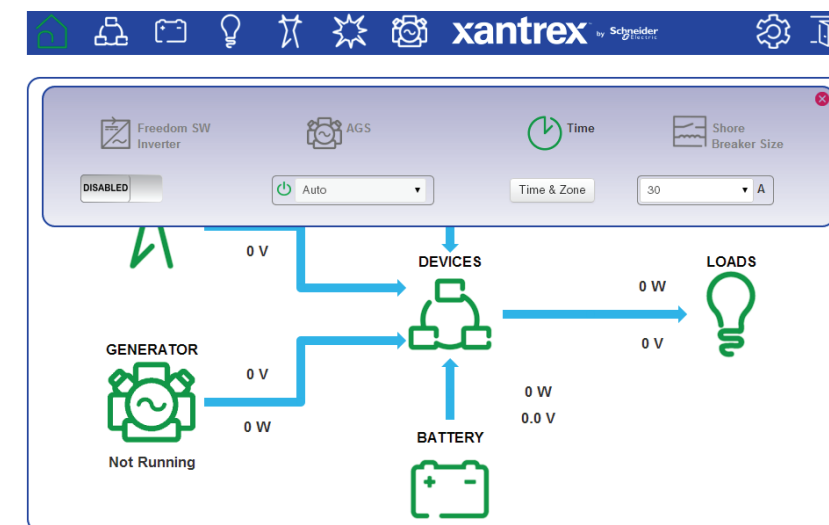 xantrex by Schneider Electric
Freedom SW Inverter
AGS
Time
Shore Breaker Size
DISABLED
Auto
Time & Zone
30 A
0 V
DEVICES
LOADS
0 W
0 V
GENERATOR
0 V
0 W
Not Running
0 W
0.0 V
BATTERY
+ -